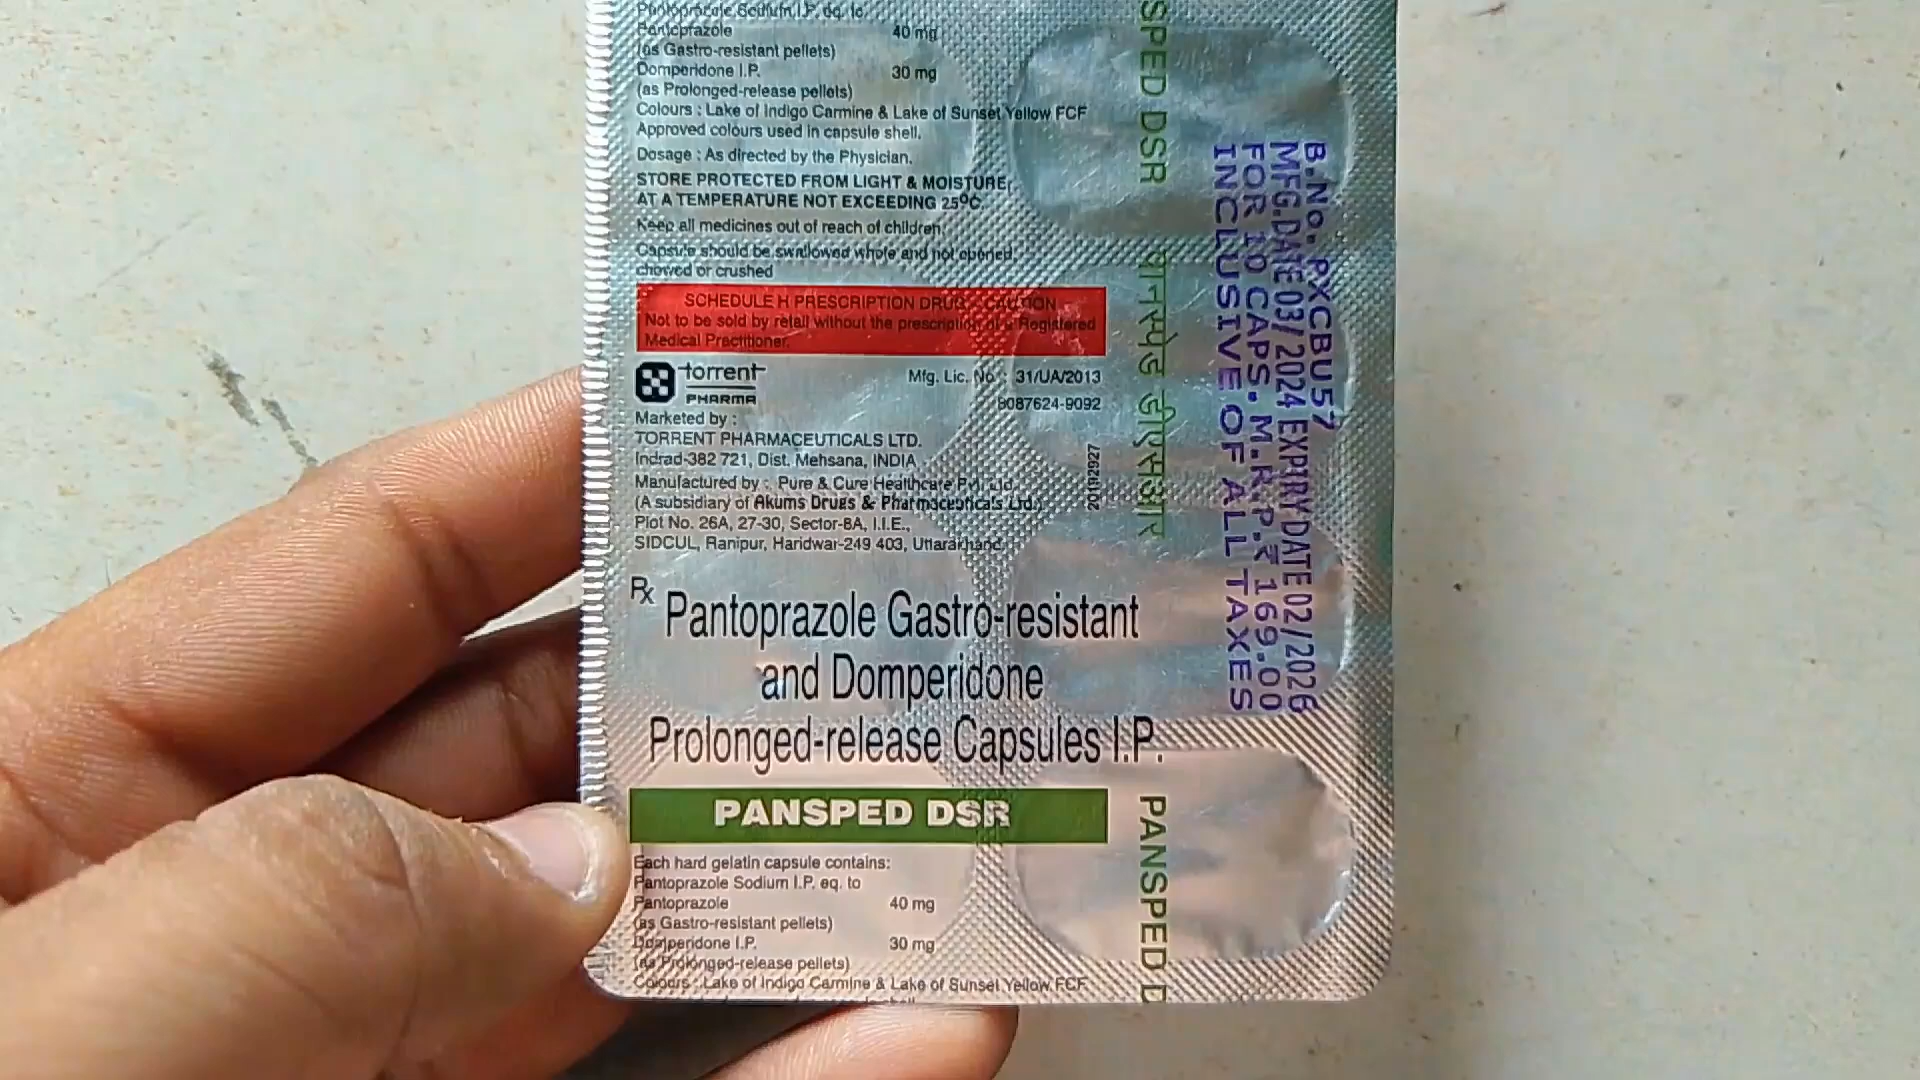 Pantoprazole Sodium I.P. eq. to
Pantoprazole 40 mg
(as Gastro-resistant pellets)
Domperidone I.P. 30 mg
(as Prolonged-release pellets)
Colours : Lake of Indigo Carmine & Lake of Sunset Yellow FCF
Approved colours used in capsule shell.
Dosage : As directed by the Physician.
STORE PROTECTED FROM LIGHT & MOISTURE,
AT A TEMPERATURE NOT EXCEEDING 25°C.
Keep all medicines out of reach of children.
Capsule should be swallowed whole and not opened,
chewed or crushed
SCHEDULE H PRESCRIPTION DRUG - CAUTION
Not to be sold by retail without the prescription of a Registered
Medical Practitioner.
torrent
PHARMA
Mfg. Lic. No. : 31/UA/2013
8087624-9092
Marketed by :
TORRENT PHARMACEUTICALS LTD.
Indrad-382 721, Dist. Mehsana, INDIA
Manufactured by : Pure & Cure Healthcare Pvt. Ltd.
(A subsidiary of Akums Drugs & Pharmaceuticals Ltd.)
Plot No. 26A, 27-30, Sector-8A, I.I.E.,
SIDCUL, Ranipur, Haridwar-249 403, Uttarakhand.
20192927
Rx
Pantoprazole Gastro-resistant
and Domperidone
Prolonged-release Capsules I.P.
PANSPED DSR
Each hard gelatin capsule contains:
Pantoprazole Sodium I.P. eq. to
Pantoprazole 40 mg
(as Gastro-resistant pellets)
Domperidone I.P. 30 mg
(as Prolonged-release pellets)
Colours : Lake of Indigo Carmine & Lake of Sunset Yellow FCF
SPED DSR
पानस्पेड डीएसआर
PANSPED D
B.No. PXCBU57
MFG.DATE 03/2024 EXPIRY DATE 02/2026
FOR 10 CAPS. M.R.P.₹ 169.00
INCLUSIVE OF ALL TAXES